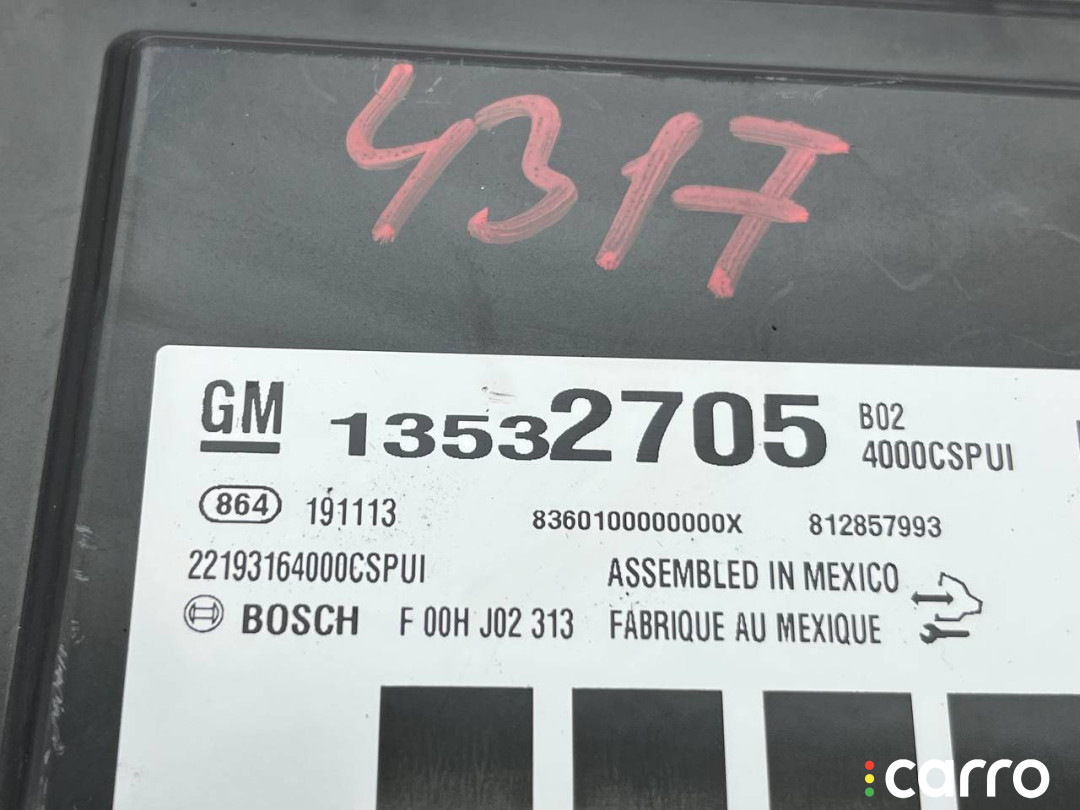 4317
GM 13532705 B02
4000CSPUI
864 191113 8360100000000X 812857993
22193164000CSPUI ASSEMBLED IN MEXICO
BOSCH F 00H J02 313 FABRIQUE AU MEXIQUE
carro